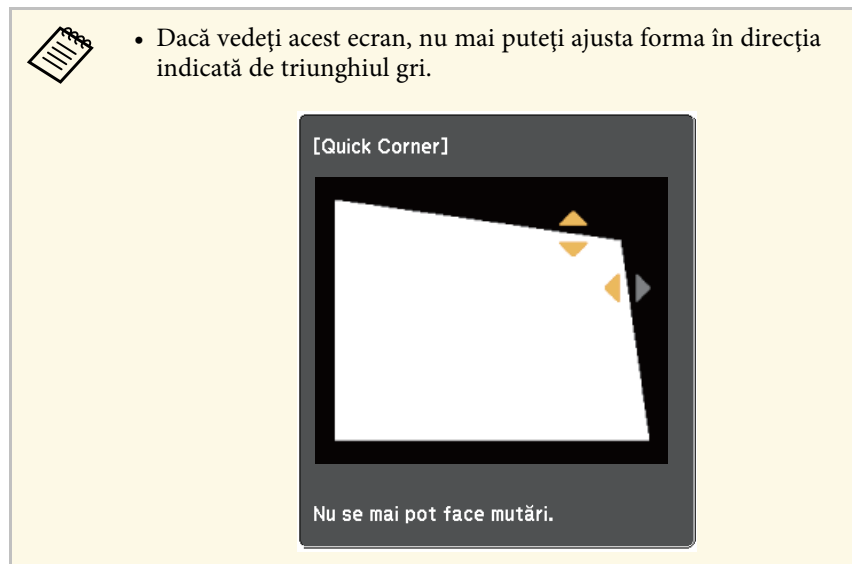 • Dacă vedeţi acest ecran, nu mai puteţi ajusta forma în direcţia
indicată de triunghiul gri.
[Quick Corner]
Nu se mai pot face mutări.